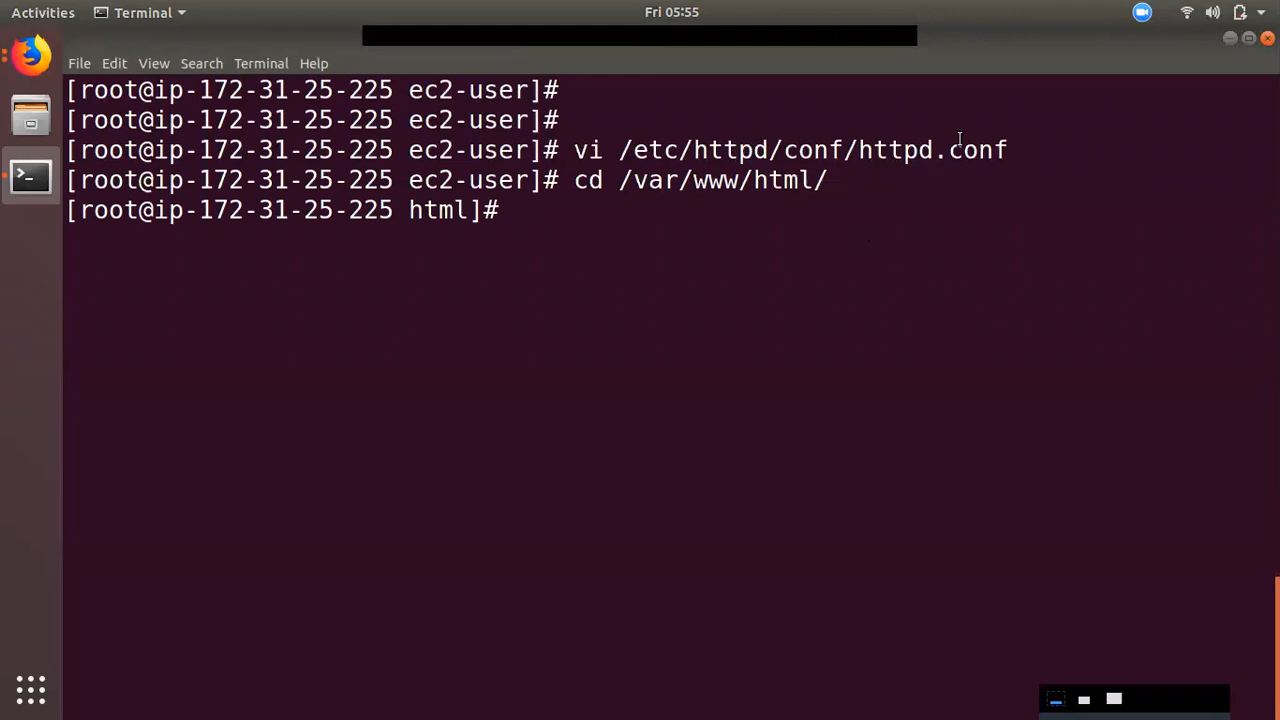 Activities Terminal Fri 05:55
File Edit View Search Terminal Help
[root@ip-172-31-25-225 ec2-user]#
[root@ip-172-31-25-225 ec2-user]#
[root@ip-172-31-25-225 ec2-user]# vi /etc/httpd/conf/httpd.conf
[root@ip-172-31-25-225 ec2-user]# cd /var/www/html/
[root@ip-172-31-25-225 html]#